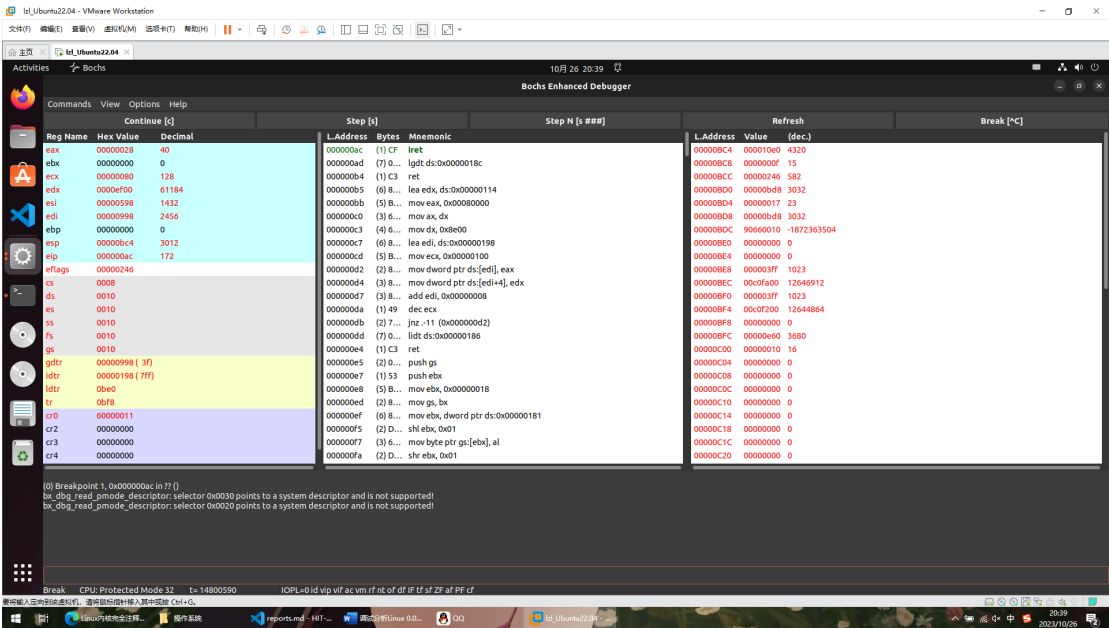 lzl_Ubuntu22.04 - VMware Workstation
文件(F) 编辑(E) 查看(V) 虚拟机(M) 选项卡(T) 帮助(H)
主页 lzl_Ubuntu22.04
Activities Bochs 10月 26 20:39
Bochs Enhanced Debugger
Commands View Options Help
Continue [c] Step [s] Step N [s ###] Refresh Break [^C]
Reg Name Hex Value Decimal L.Address Bytes Mnemonic L.Address Value (dec.)
eax 00000028 40 000000ac (1) CF iret 00000BC4 000010e0 4320
ebx 00000000 0 000000ad (7) 0... lgdt ds:0x0000018c 00000BC8 0000000f 15
ecx 00000080 128 000000b4 (1) C3 ret 00000BCC 00000246 582
edx 0000ef00 61184 000000b5 (6) 8... lea edx, ds:0x00000114 00000BD0 00000bd8 3032
esi 00000598 1432 000000bb (5) B... mov eax, 0x00080000 00000BD4 00000017 23
edi 00000998 2456 000000c0 (3) 6... mov ax, dx 00000BD8 00000bd8 3032
ebp 00000000 0 000000c3 (4) 6... mov dx, 0x8e00 00000BDC 90660010 -1872363504
esp 00000bc4 3012 000000c7 (6) 8... lea edi, ds:0x00000198 00000BE0 00000000 0
eip 000000ac 172 000000cd (5) B... mov ecx, 0x00000100 00000BE4 00000000 0
eflags 00000246 000000d2 (2) 8... mov dword ptr ds:[edi], eax 00000BE8 000003ff 1023
cs 0008 000000d4 (3) 8... mov dword ptr ds:[edi+4], edx 00000BEC 00c0fa00 12646912
ds 0010 000000d7 (3) 8... add edi, 0x00000008 00000BF0 000003ff 1023
es 0010 000000da (1) 49 dec ecx 00000BF4 00c0f200 12644864
ss 0010 000000db (2) 7... jnz .-11 (0x000000d2) 00000BF8 00000000 0
fs 0010 000000dd (7) 0... lidt ds:0x00000186 00000BFC 00000e60 3680
gs 0010 000000e4 (1) C3 ret 00000C00 00000010 16
gdtr 00000998 ( 3f) 000000e5 (2) 0... push gs 00000C04 00000000 0
idtr 00000198 ( 7ff) 000000e7 (1) 53 push ebx 00000C08 00000000 0
ldtr 0be0 000000e8 (5) B... mov ebx, 0x00000018 00000C0C 00000000 0
tr 0bf8 000000ed (2) 8... mov gs, bx 00000C10 00000000 0
cr0 60000011 000000ef (6) 8... mov ebx, dword ptr ds:0x00000181 00000C14 00000000 0
cr2 00000000 000000f5 (2) D... shl ebx, 0x01 00000C18 00000000 0
cr3 00000000 000000f7 (3) 6... mov byte ptr gs:[ebx], al 00000C1C 00000000 0
cr4 00000000 000000fa (2) D... shr ebx, 0x01 00000C20 00000000 0
(0) Breakpoint 1, 0x000000ac in ?? ()
bx_dbg_read_pmode_descriptor: selector 0x0030 points to a system descriptor and is not supported!
bx_dbg_read_pmode_descriptor: selector 0x0020 points to a system descriptor and is not supported!
Break CPU: Protected Mode 32 t= 14800590 IOPL=0 id vip vif ac vm rf nt of df IF tf sf ZF af PF cf
要将输入定向到该虚拟机，请将鼠标指针移入其中或按 Ctrl+G。
Linux内核完全注释... 操作系统 reports.md - HIT-... 调试分析Linux 0.0... QQ lzl_Ubuntu22.04 -... 中 20:39
2023/10/26